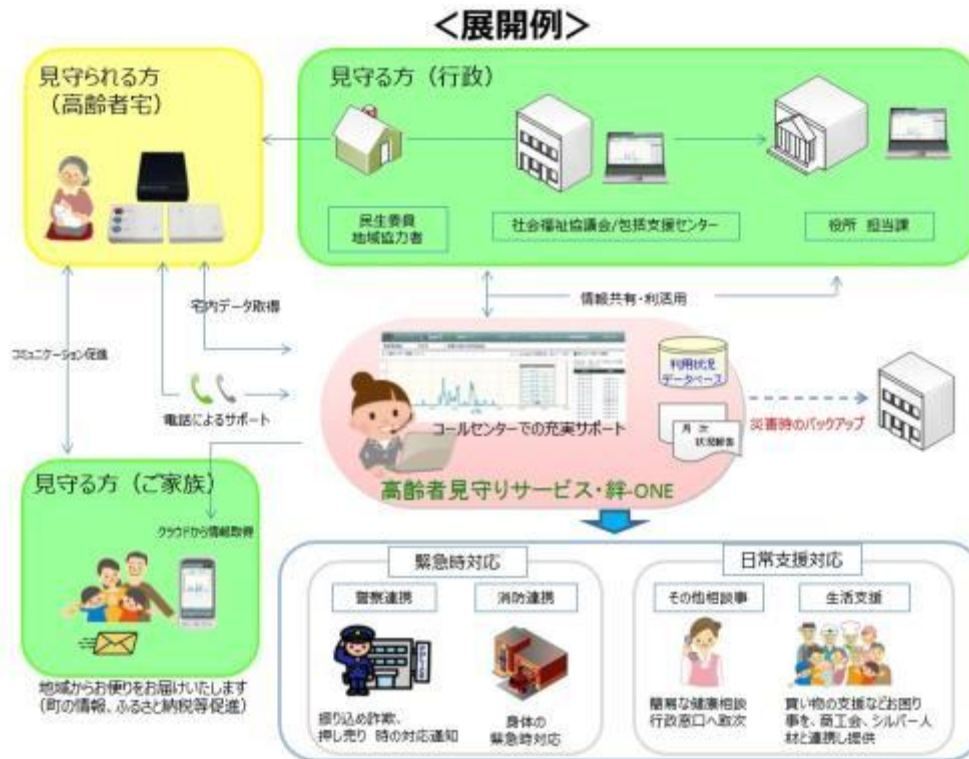 ＜展開例＞
見守られる方
（高齢者宅）
見守る方（行政）
民生委員
地域協力者
社会福祉協議会/包括支援センター
役所 担当課
宅内データ取得
情報共有・利活用
コミュニケーション促進
電話によるサポート
利用状況
データベース
コールセンターでの充実サポート
月 次
状況報告
災害時のバックアップ
高齢者見守りサービス・絆-ONE
見守る方（ご家族）
クラウドから情報取得
地域からお便りをお届けいたします
（町の情報、ふるさと納税等促進）
緊急時対応
警察連携
消防連携
振り込め詐欺、
押し売り 時の対応通知
身体の
緊急時対応
日常支援対応
その他相談事
生活支援
簡易な健康相談
行政窓口へ取次
買い物の支援などお困り
事を、商工会、シルバー人
材と連携し提供